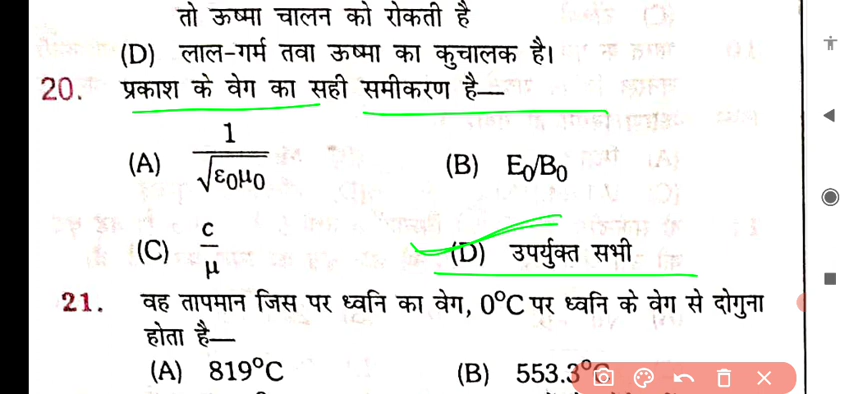 तो ऊष्मा चालन को रोकती है
(D) लाल-गर्म तवा ऊष्मा का कुचालक है।
20. प्रकाश के वेग का सही समीकरण है—
(A) 1/√ε₀μ₀ (B) E₀/B₀
(C) c/μ (D) उपर्युक्त सभी
21. वह तापमान जिस पर ध्वनि का वेग, 0°C पर ध्वनि के वेग से दोगुना
होता है—
(A) 819°C (B) 553.3°C